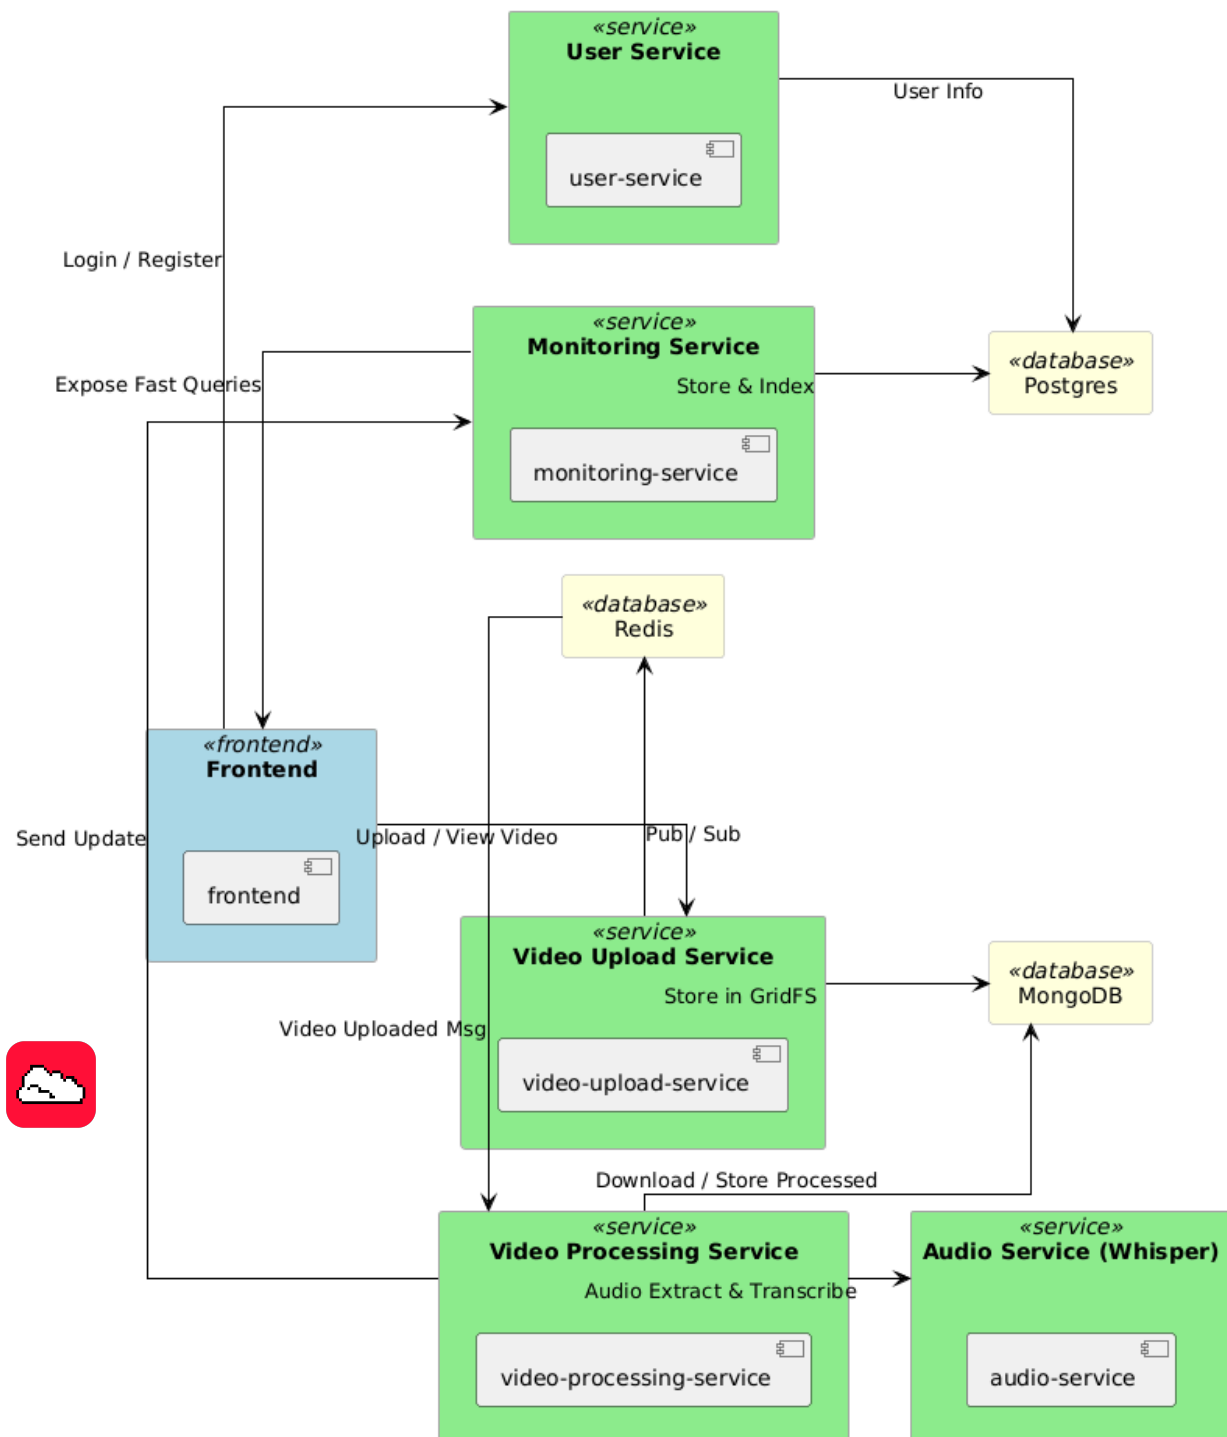 «service»
User Service
User Info
user-service
Login / Register
«service»
Monitoring Service
Expose Fast Queries
Store & Index
«database»
Postgres
monitoring-service
«database»
Redis
«frontend»
Frontend
Send Update
Upload / View Video
Pub / Sub
frontend
«service»
Video Upload Service
Store in GridFS
«database»
MongoDB
Video Uploaded Msg
video-upload-service
Download / Store Processed
«service»
Video Processing Service
Audio Extract & Transcribe
«service»
Audio Service (Whisper)
video-processing-service
audio-service